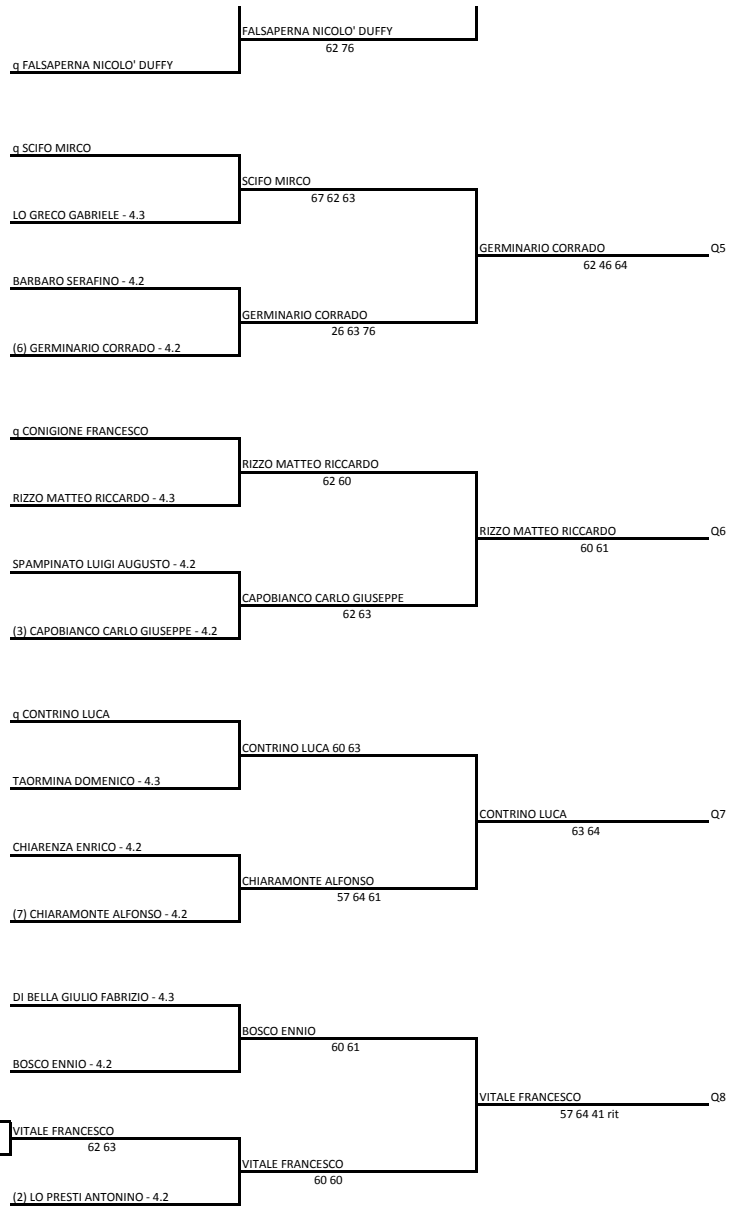 FALSAPERNA NICOLO' DUFFY
62 76
q FALSAPERNA NICOLO' DUFFY
q SCIFO MIRCO
SCIFO MIRCO
67 62 63
LO GRECO GABRIELE - 4.3
GERMINARIO CORRADO
Q5
62 46 64
BARBARO SERAFINO - 4.2
GERMINARIO CORRADO
26 63 76
(6) GERMINARIO CORRADO - 4.2
q CONIGIONE FRANCESCO
RIZZO MATTEO RICCARDO
62 60
RIZZO MATTEO RICCARDO - 4.3
RIZZO MATTEO RICCARDO
Q6
60 61
SPAMPINATO LUIGI AUGUSTO - 4.2
CAPOBIANCO CARLO GIUSEPPE
62 63
(3) CAPOBIANCO CARLO GIUSEPPE - 4.2
q CONTRINO LUCA
CONTRINO LUCA 60 63
TAORMINA DOMENICO - 4.3
CONTRINO LUCA
Q7
63 64
CHIARENZA ENRICO - 4.2
CHIARAMONTE ALFONSO
57 64 61
(7) CHIARAMONTE ALFONSO - 4.2
DI BELLA GIULIO FABRIZIO - 4.3
BOSCO ENNIO
60 61
BOSCO ENNIO - 4.2
VITALE FRANCESCO
Q8
57 64 41 rit
VITALE FRANCESCO
62 63
VITALE FRANCESCO
60 60
(2) LO PRESTI ANTONINO - 4.2